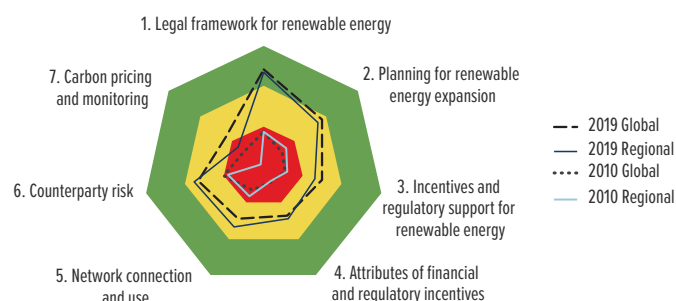 1. Legal framework for renewable energy
7. Carbon pricing
and monitoring
2. Planning for renewable
energy expansion
2019 Global
2019 Regional
2010 Global
2010 Regional
6. Counterparty risk
3. Incentives and
regulatory support for
renewable energy
5. Network connection
and use
4. Attributes of financial
and regulatory incentives